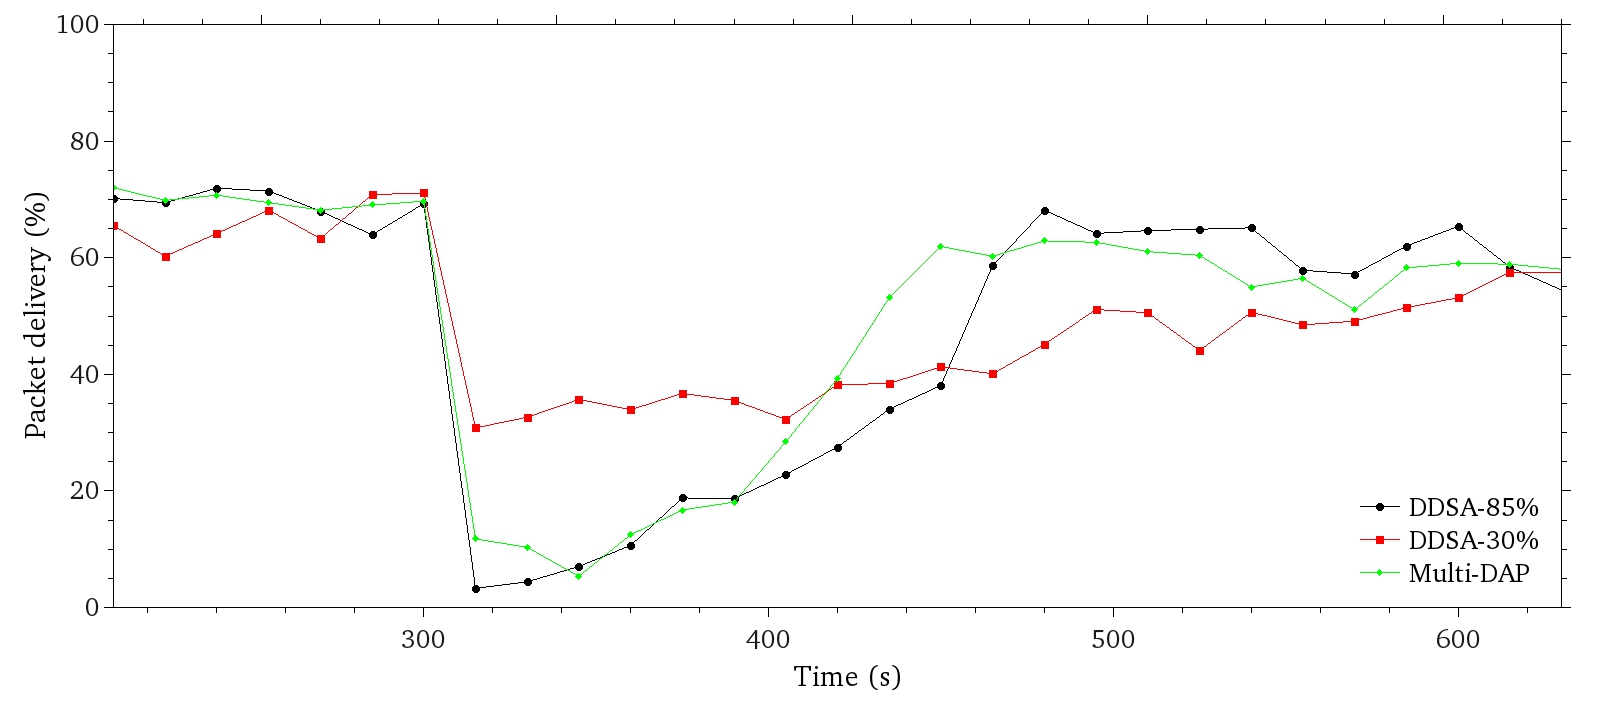 100
80
60
40
20
0
Packet delivery (%)
300 400 500 600
Time (s)
DDSA-85%
DDSA-30%
Multi-DAP